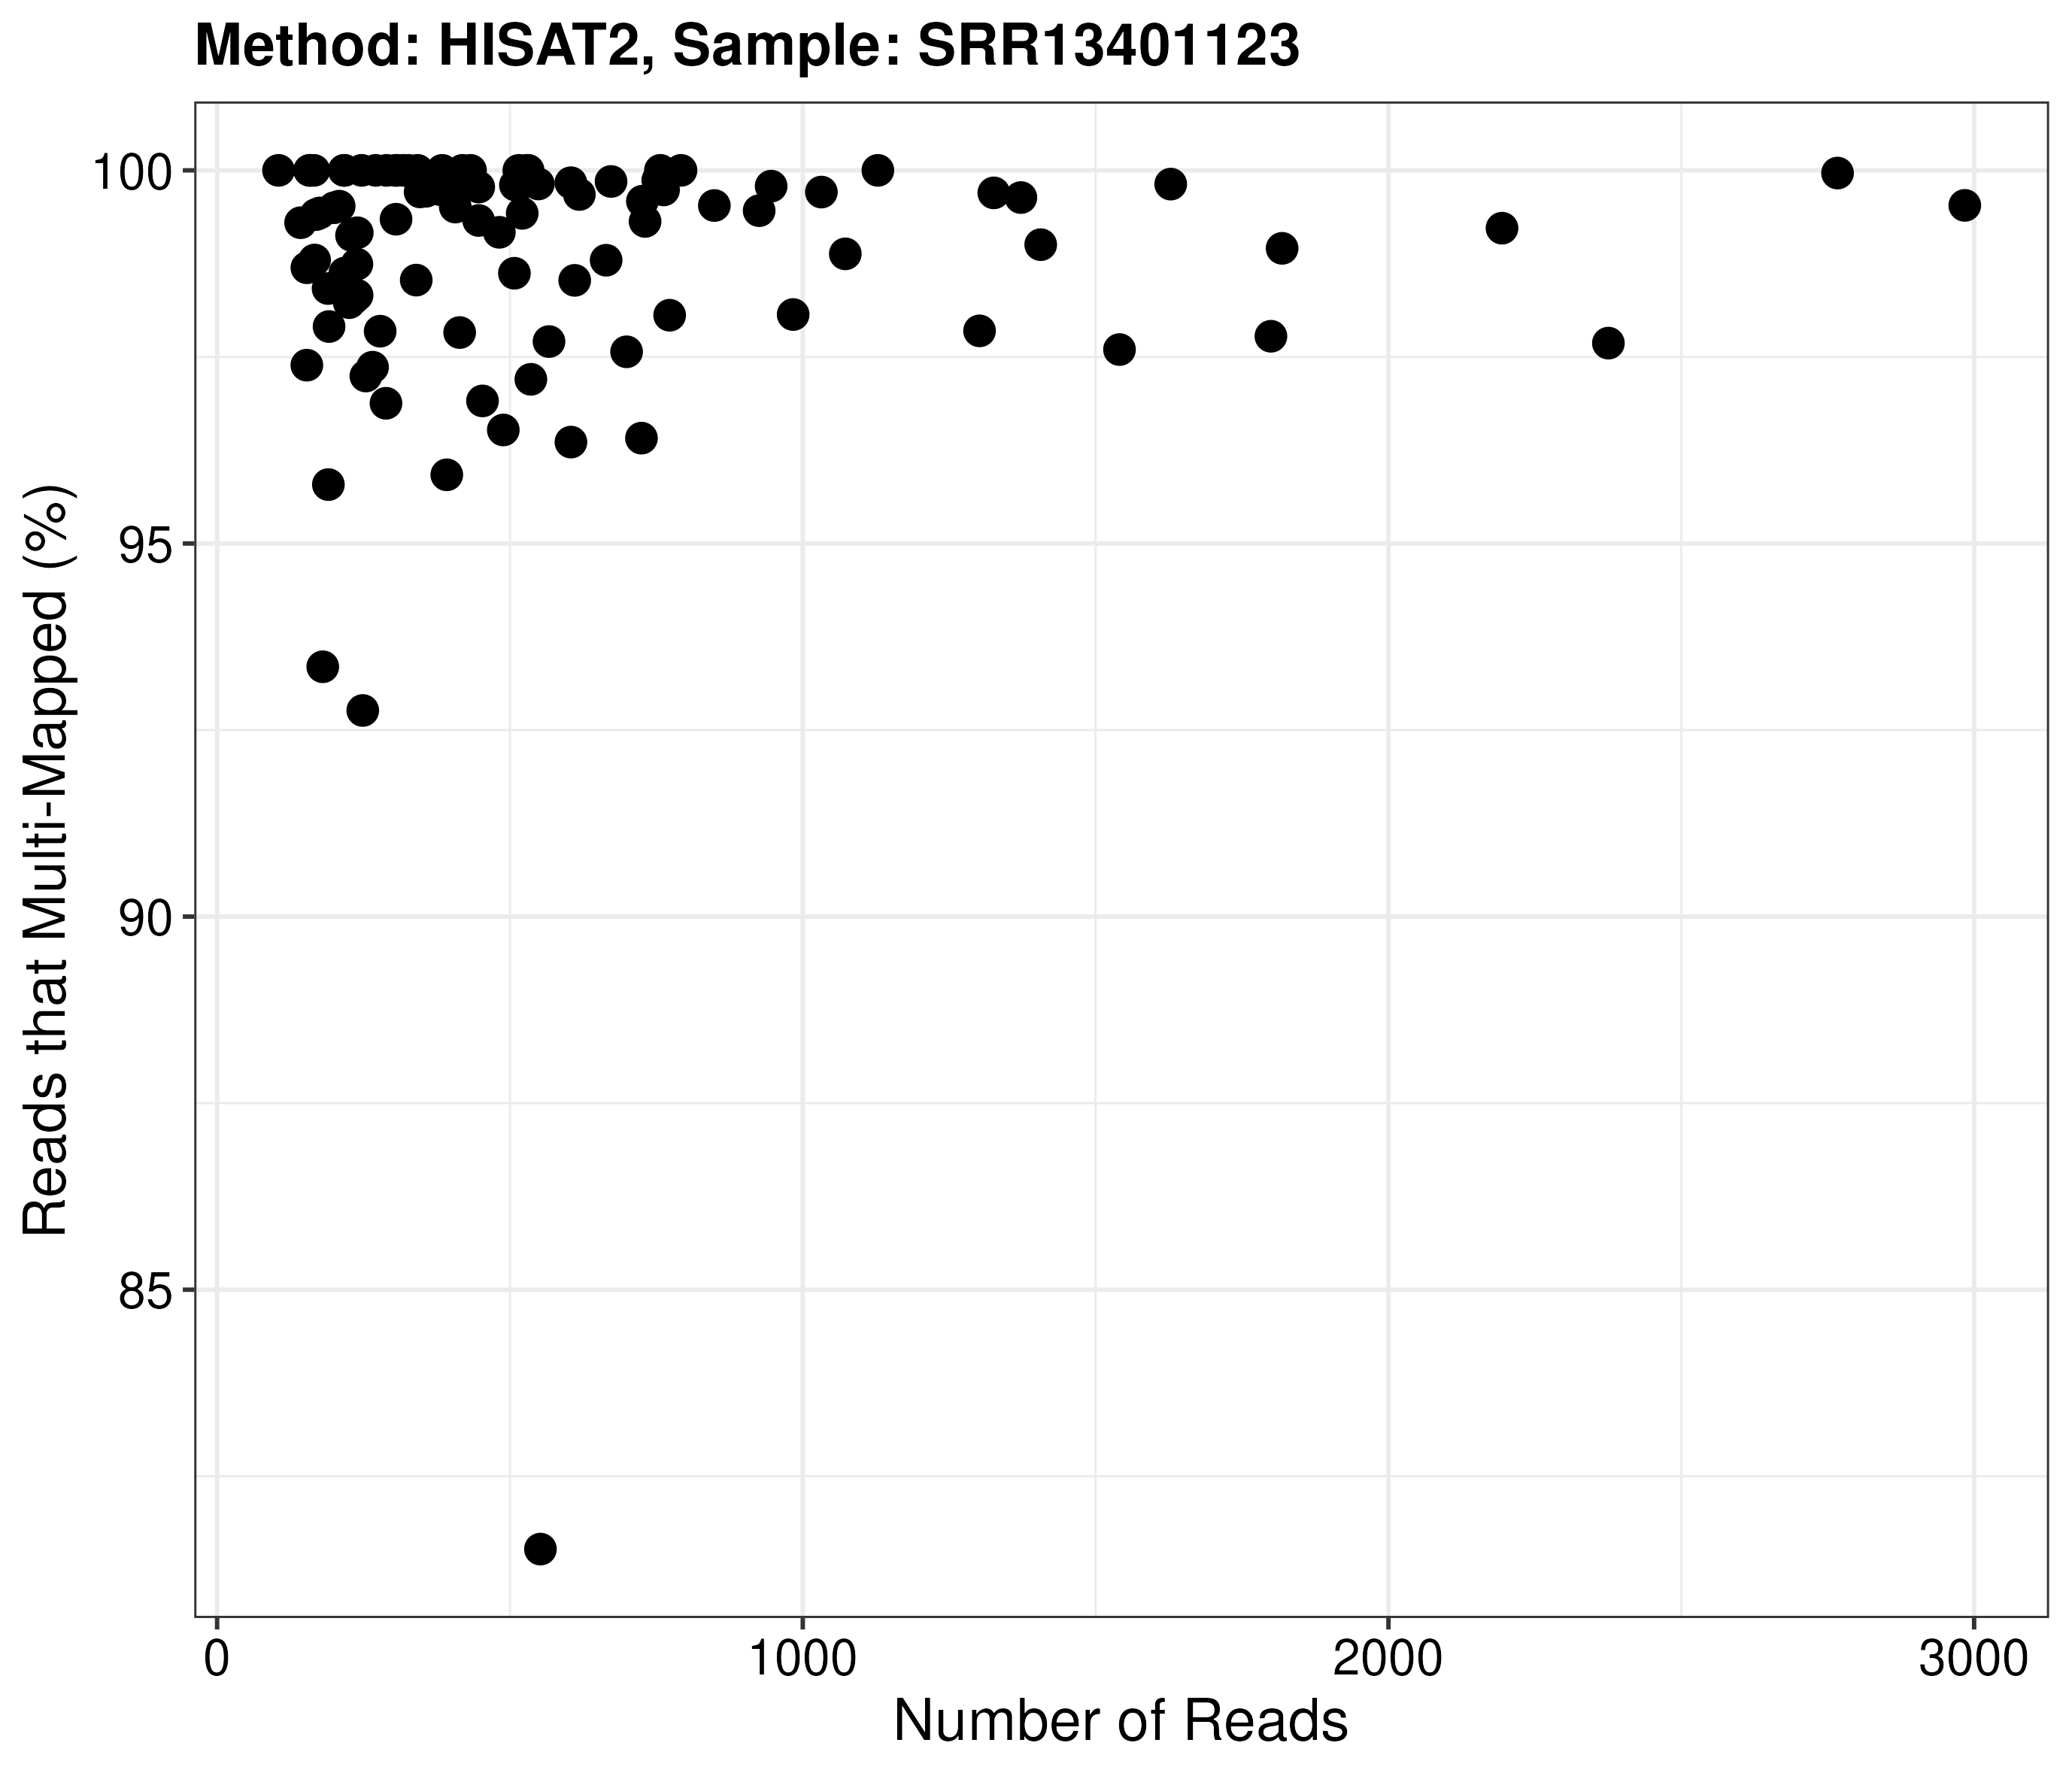 Method: HISAT2, Sample: SRR13401123
Reads that Multi-Mapped (%)
100
95
90
85
0 1000 2000 3000
Number of Reads